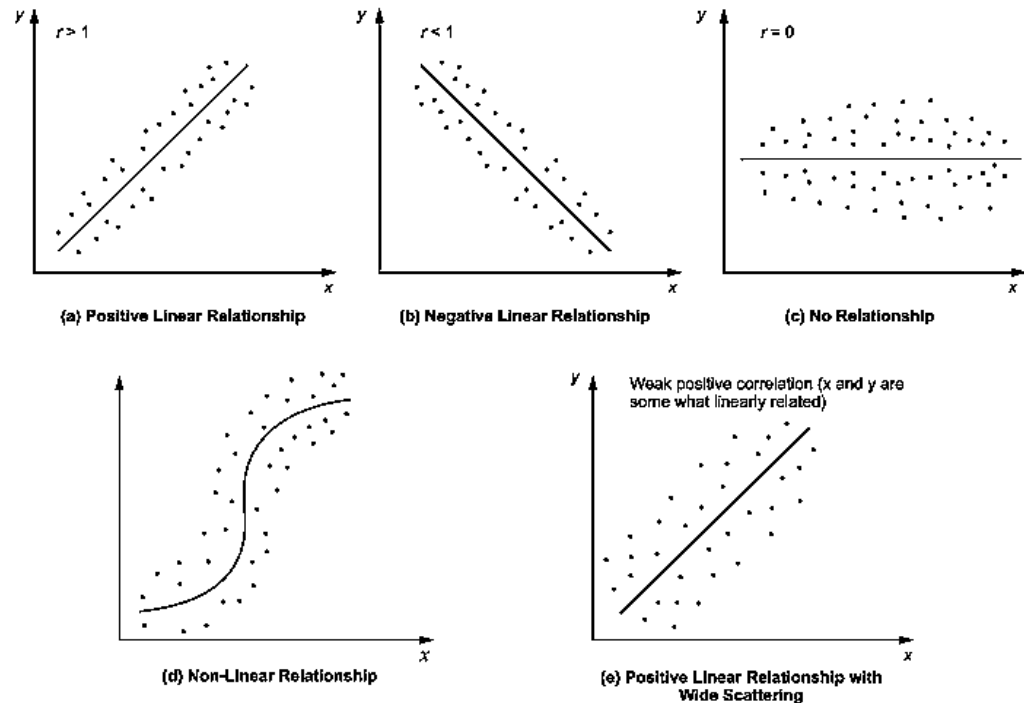 y
r > 1
x
(a) Positive Linear Relationship
y
r < 1
x
(b) Negative Linear Relationship
y
r = 0
x
(c) No Relationship
x
(d) Non-Linear Relationship
y
Weak positive correlation (x and y are
some what linearly related)
x
(e) Positive Linear Relationship with
Wide Scattering